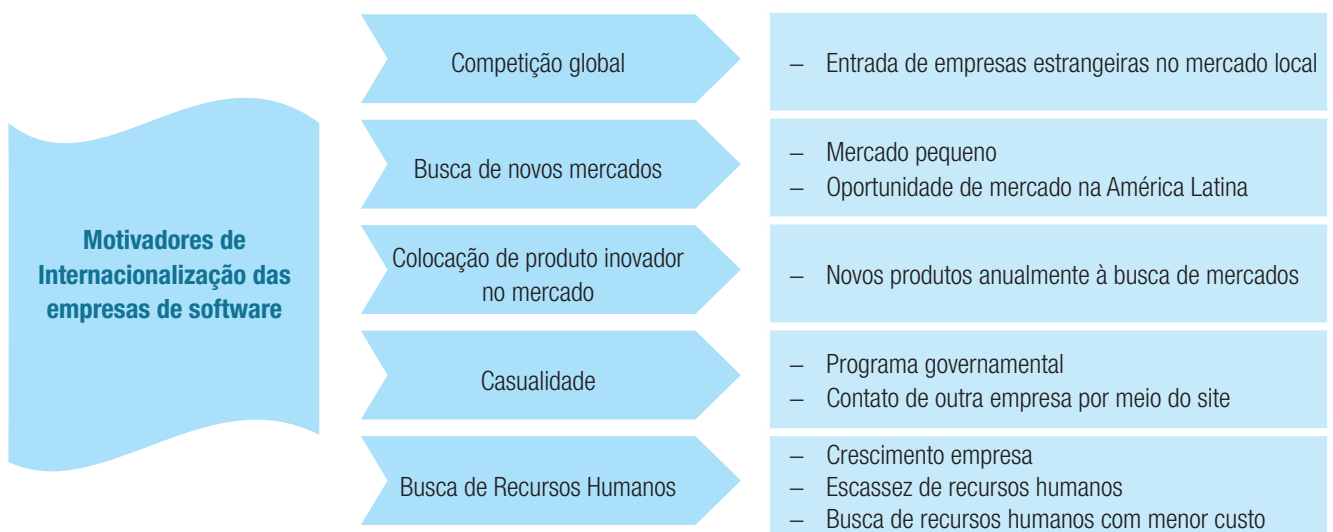 Motivadores de
Internacionalização das
empresas de software
Competição global
– Entrada de empresas estrangeiras no mercado local
Busca de novos mercados
– Mercado pequeno
– Oportunidade de mercado na América Latina
Colocação de produto inovador
no mercado
– Novos produtos anualmente à busca de mercados
Casualidade
– Programa governamental
– Contato de outra empresa por meio do site
Busca de Recursos Humanos
– Crescimento empresa
– Escassez de recursos humanos
– Busca de recursos humanos com menor custo